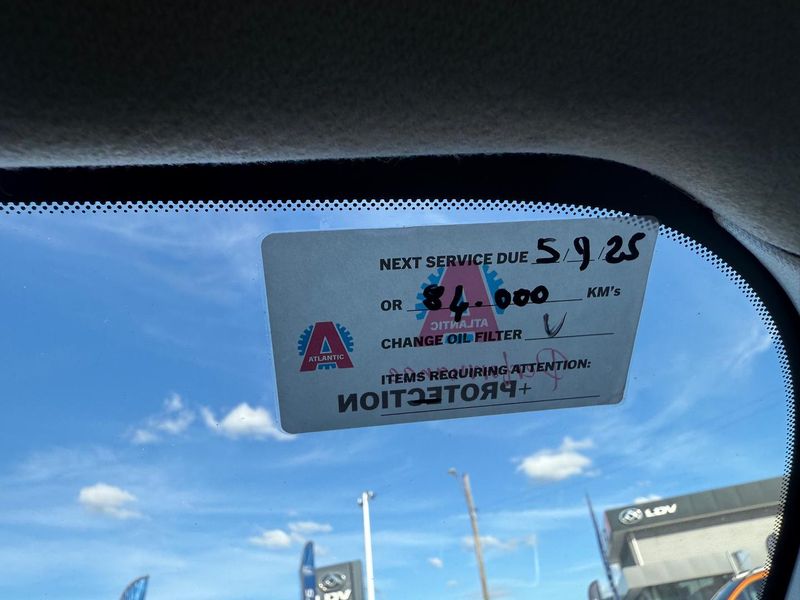 NEXT SERVICE DUE 5/9/25
OR 84.000 KM's
ATLANTIC
CHANGE OIL FILTER ✓
ATLANTIC
ITEMS REQUIRING ATTENTION:
Performance
+PROTECTION
LDV
LDV